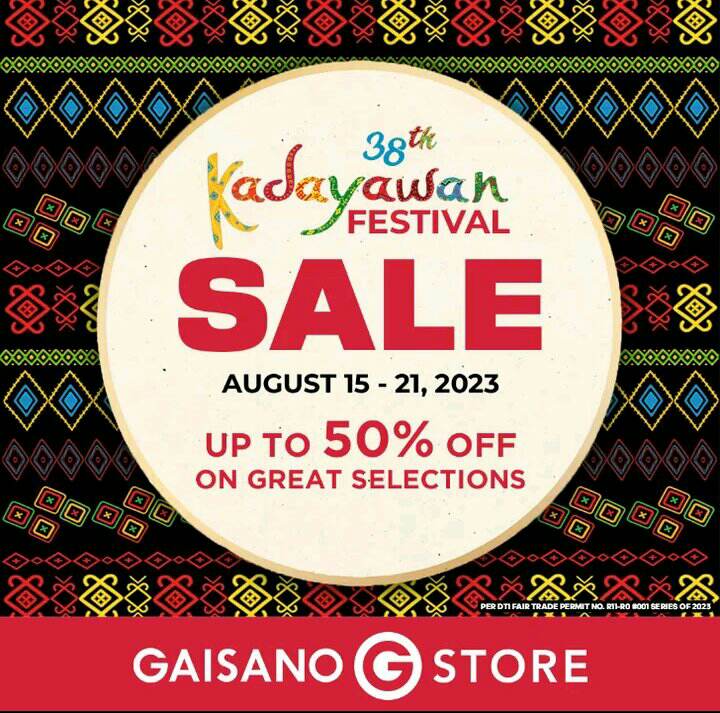 38th
Kadayawan
FESTIVAL
SALE
AUGUST 15 - 21, 2023
UP TO 50% OFF
ON GREAT SELECTIONS
PER DTI FAIR TRADE PERMIT NO. R11-RO #001 SERIES OF 2023
GAISANO G STORE